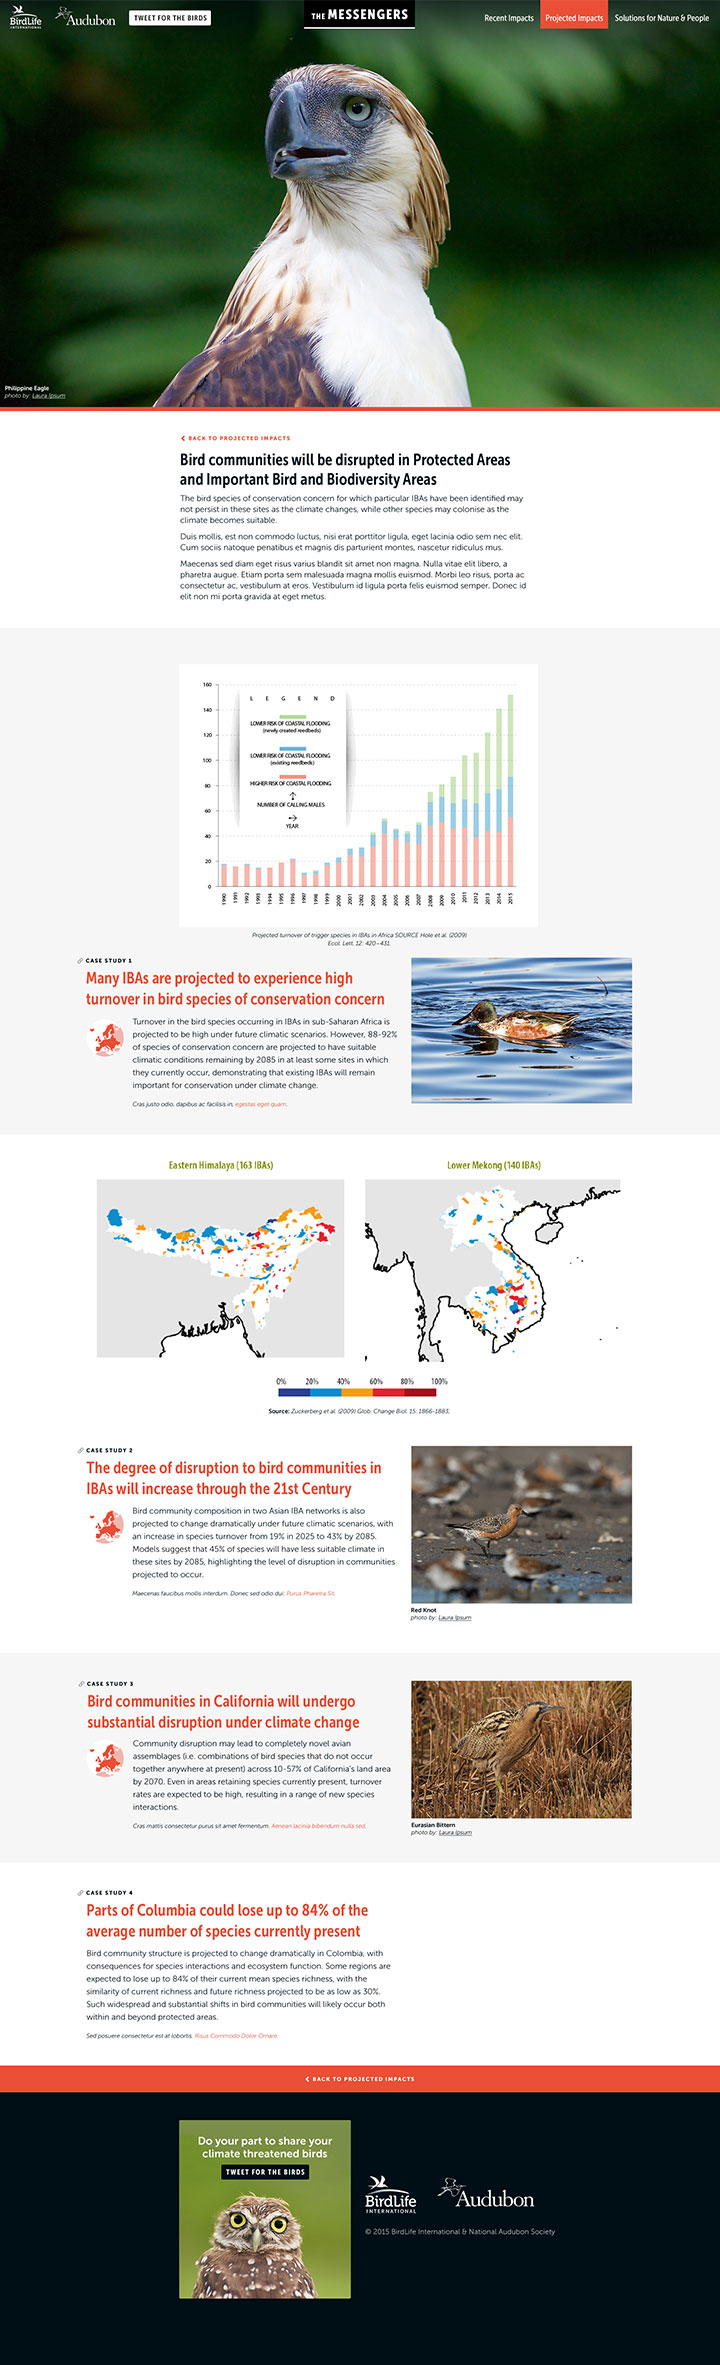 BirdLife
INTERNATIONAL
Audubon
TWEET FOR THE BIRDS
THE MESSENGERS
Recent Impacts
Projected Impacts
Solutions for Nature & People
Philippine Eagle
photo by: Laura Ipsum
BACK TO PROJECTED IMPACTS
Bird communities will be disrupted in Protected Areas
and Important Bird and Biodiversity Areas
The bird species of conservation concern for which particular IBAs have been identified may
not persist in these sites as the climate changes, while other species may colonise as the
climate becomes suitable.
Duis mollis, est non commodo luctus, nisi erat porttitor ligula, eget lacinia odio sem nec elit.
Cum sociis natoque penatibus et magnis dis parturient montes, nascetur ridiculus mus.
Maecenas sed diam eget risus varius blandit sit amet non magna. Nulla vitae elit libero, a
pharetra augue. Etiam porta sem malesuada magna mollis euismod. Morbi leo risus, porta ac
consectetur ac, vestibulum at eros. Vestibulum id ligula porta felis euismod semper. Donec id
elit non mi porta gravida at eget metus.
160
140
120
100
80
60
40
20
0
LEGEND
LOWER RISK OF COASTAL FLOODING
(newly created reedbeds)
LOWER RISK OF COASTAL FLOODING
(existing reedbeds)
HIGHER RISK OF COASTAL FLOODING
NUMBER OF CALLING MALES
YEAR
1990 1991 1992 1993 1994 1995 1996 1997 1998 1999 2000 2001 2002 2003 2004 2005 2006 2007 2008 2009 2010 2011 2012 2013 2014 2015
Projected turnover of trigger species in IBAs in Africa SOURCE Hole et al. (2009)
Ecol. Lett. 12: 420–431.
CASE STUDY 1
Many IBAs are projected to experience high
turnover in bird species of conservation concern
Turnover in the bird species occurring in IBAs in sub-Saharan Africa is
projected to be high under future climatic scenarios. However, 88-92%
of species of conservation concern are projected to have suitable
climatic conditions remaining by 2085 in at least some sites in which
they currently occur, demonstrating that existing IBAs will remain
important for conservation under climate change.
Cras justo odio, dapibus ac facilisis in, egestas eget quam.
Eastern Himalaya (163 IBAs)
Lower Mekong (140 IBAs)
0% 20% 40% 60% 80% 100%
Source: Zuckerberg et al. (2009) Glob. Change Biol. 15: 1866-1883.
CASE STUDY 2
The degree of disruption to bird communities in
IBAs will increase through the 21st Century
Bird community composition in two Asian IBA networks is also
projected to change dramatically under future climatic scenarios, with
an increase in species turnover from 19% in 2025 to 43% by 2085.
Models suggest that 45% of species will have less suitable climate in
these sites by 2085, highlighting the level of disruption in communities
projected to occur.
Maecenas faucibus mollis interdum. Donec sed odio dui: Purus Pharetra Sit.
Red Knot
photo by: Laura Ipsum
CASE STUDY 3
Bird communities in California will undergo
substantial disruption under climate change
Community disruption may lead to completely novel avian
assemblages (i.e. combinations of bird species that do not occur
together anywhere at present) across 10-57% of California's land area
by 2070. Even in areas retaining species currently present, turnover
rates are expected to be high, resulting in a range of new species
interactions.
Cras mattis consectetur purus sit amet fermentum. Aenean lacinia bibendum nulla sed.
Eurasian Bittern
photo by: Laura Ipsum
CASE STUDY 4
Parts of Columbia could lose up to 84% of the
average number of species currently present
Bird community structure is projected to change dramatically in Colombia, with
consequences for species interactions and ecosystem function. Some regions are
expected to lose up to 84% of their current mean species richness, with the
similarity of current richness and future richness projected to be as low as 30%.
Such widespread and substantial shifts in bird communities will likely occur both
within and beyond protected areas.
Sed posuere consectetur est at lobortis. Risus Commodo Dolor Ornare.
BACK TO PROJECTED IMPACTS
Do your part to share your
climate threatened birds
TWEET FOR THE BIRDS
BirdLife
INTERNATIONAL
Audubon
© 2015 BirdLife International & National Audubon Society